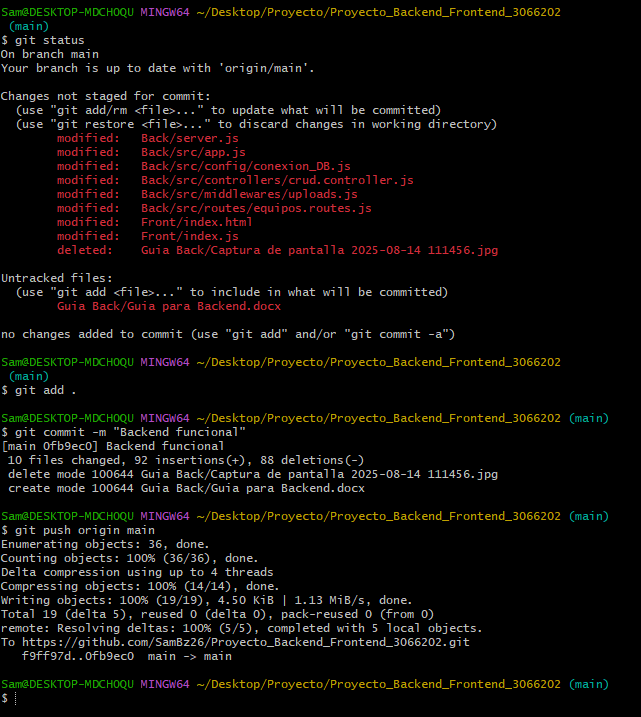 Sam@DESKTOP-MDCH0QU MINGW64 ~/Desktop/Proyecto/Proyecto_Backend_Frontend_3066202
(main)
$ git status
On branch main
Your branch is up to date with 'origin/main'.
Changes not staged for commit:
(use "git add/rm <file>..." to update what will be committed)
(use "git restore <file>..." to discard changes in working directory)
modified: Back/server.js
modified: Back/src/app.js
modified: Back/src/config/conexion_DB.js
modified: Back/src/controllers/crud.controller.js
modified: Back/src/middlewares/uploads.js
modified: Back/src/routes/equipos.routes.js
modified: Front/index.html
modified: Front/index.js
deleted: Guia Back/Captura de pantalla 2025-08-14 111456.jpg
Untracked files:
(use "git add <file>..." to include in what will be committed)
Guia Back/Guia para Backend.docx
no changes added to commit (use "git add" and/or "git commit -a")
Sam@DESKTOP-MDCH0QU MINGW64 ~/Desktop/Proyecto/Proyecto_Backend_Frontend_3066202
(main)
$ git add .
Sam@DESKTOP-MDCH0QU MINGW64 ~/Desktop/Proyecto/Proyecto_Backend_Frontend_3066202 (main)
$ git commit -m "Backend funcional"
[main 0fb9ec0] Backend funcional
10 files changed, 92 insertions(+), 88 deletions(-)
delete mode 100644 Guia Back/Captura de pantalla 2025-08-14 111456.jpg
create mode 100644 Guia Back/Guia para Backend.docx
Sam@DESKTOP-MDCH0QU MINGW64 ~/Desktop/Proyecto/Proyecto_Backend_Frontend_3066202 (main)
$ git push origin main
Enumerating objects: 36, done.
Counting objects: 100% (36/36), done.
Delta compression using up to 4 threads
Compressing objects: 100% (14/14), done.
Writing objects: 100% (19/19), 4.50 KiB | 1.13 MiB/s, done.
Total 19 (delta 5), reused 0 (delta 0), pack-reused 0 (from 0)
remote: Resolving deltas: 100% (5/5), completed with 5 local objects.
To https://github.com/SamBz26/Proyecto_Backend_Frontend_3066202.git
f9ff97d..0fb9ec0 main -> main
Sam@DESKTOP-MDCH0QU MINGW64 ~/Desktop/Proyecto/Proyecto_Backend_Frontend_3066202 (main)
$